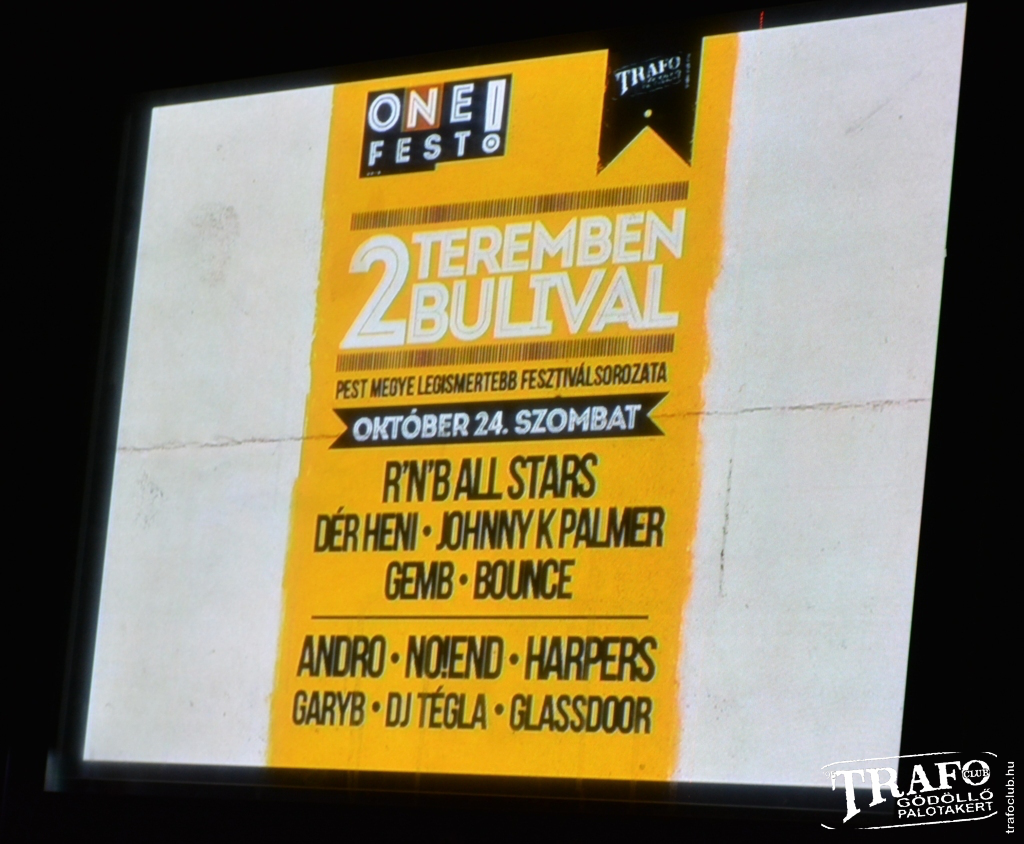 ONE!
FEST
TRAFO
2 TEREMBEN
BULIVAL
PEST MEGYE LEGISMERTEBB FESZTIVÁLSOROZATA
OKTÓBER 24. SZOMBAT
R'N'B ALL STARS
DÉR HENI • JOHNNY K PALMER
GEMB • BOUNCE
ANDRO • NO!END • HARPERS
GARYB • DJ TÉGLA • GLASSDOOR
TRAFO CLUB
GÖDÖLLŐ
PALOTAKERT
trafoclub.hu